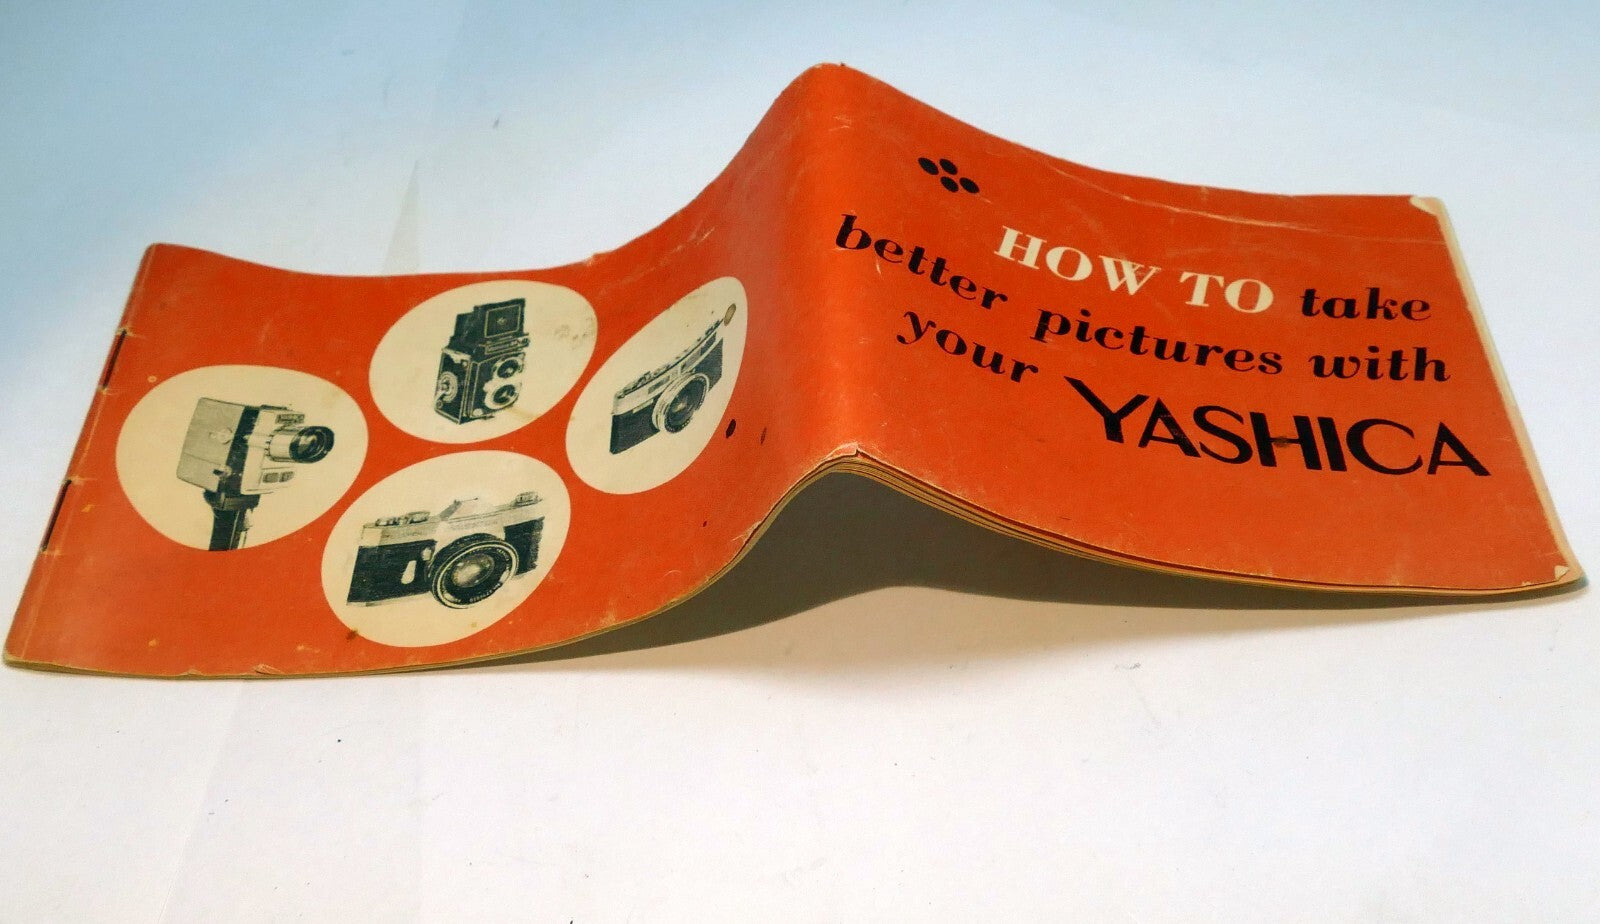 HOW TO take
better pictures with
your YASHICA